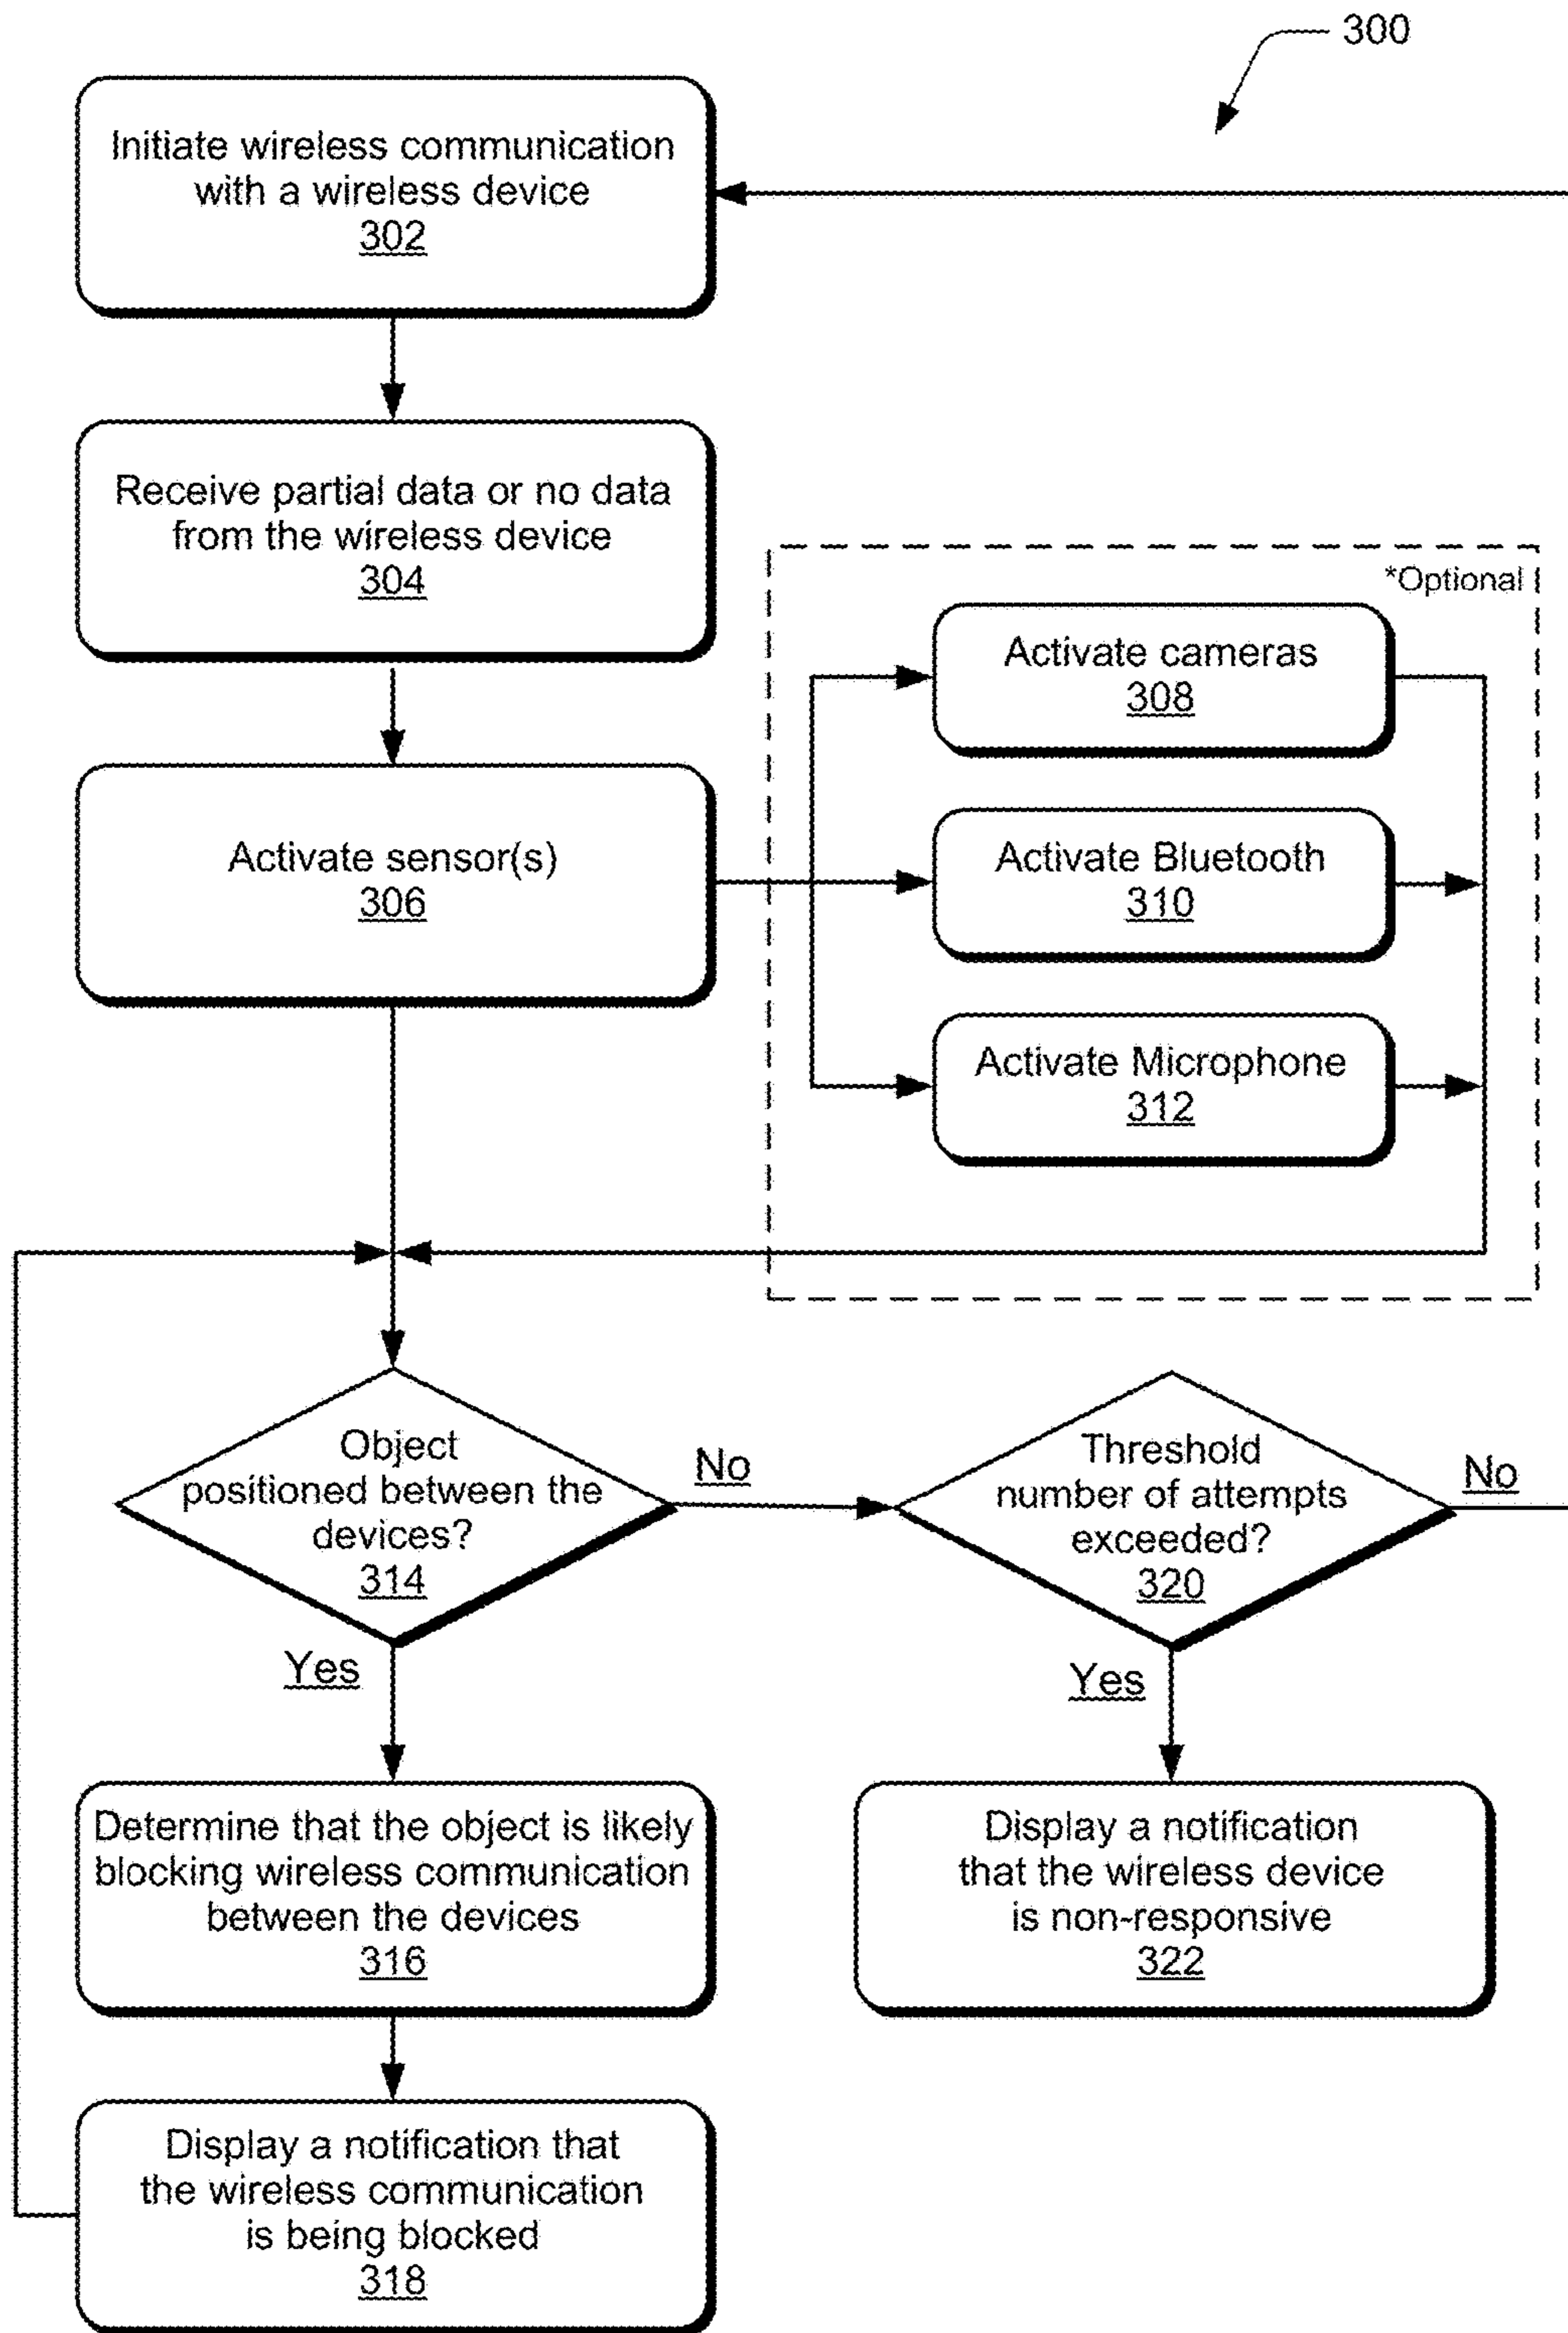 300
Initiate wireless communication
with a wireless device
302
Receive partial data or no data
from the wireless device
304
*Optional
Activate cameras
308
Activate sensor(s)
306
Activate Bluetooth
310
Activate Microphone
312
Object
positioned between the
devices?
314
No
Threshold
number of attempts
exceeded?
320
No
Yes
Yes
Determine that the object is likely
blocking wireless communication
between the devices
316
Display a notification
that the wireless device
is non-responsive
322
Display a notification that
the wireless communication
is being blocked
318